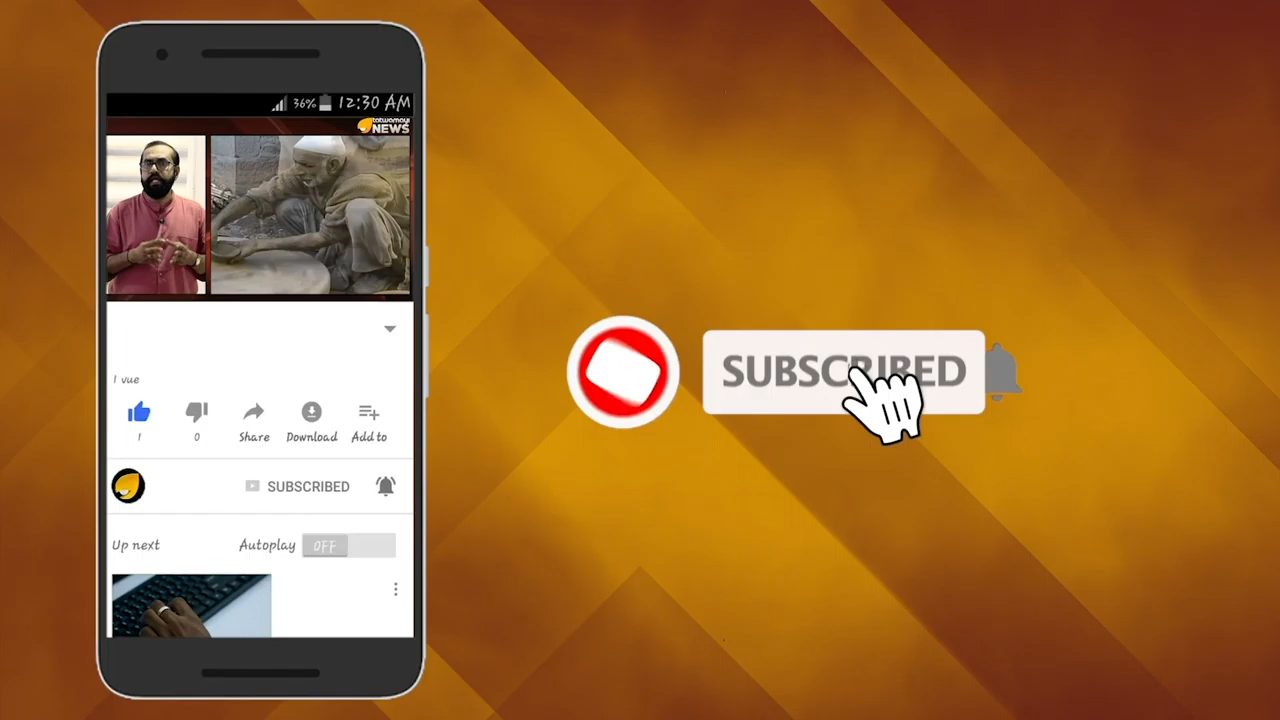 36% 12:30 AM
tatwamayi
NEWS
1 vue
1 0 Share Download Add to
SUBSCRIBED
Up next Autoplay OFF
SUBSCRIBED